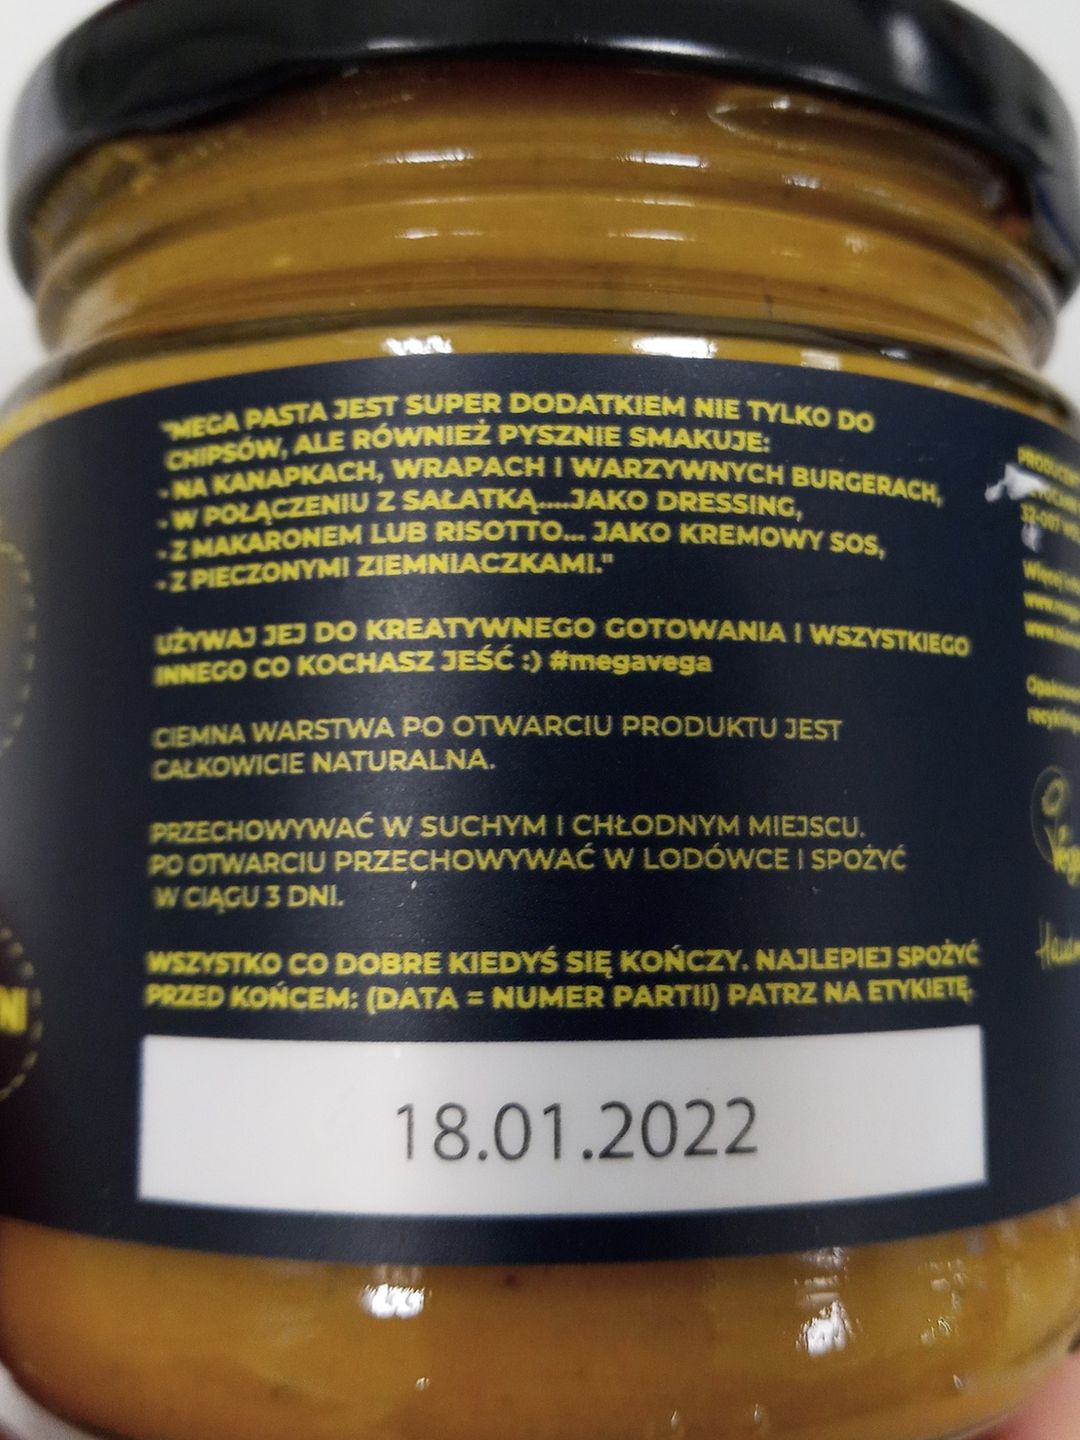 "MEGA PASTA JEST SUPER DODATKIEM NIE TYLKO DO
CHIPSÓW, ALE RÓWNIEŻ PYSZNIE SMAKUJE:
- NA KANAPKACH, WRAPACH I WARZYWNYCH BURGERACH,
- W POŁĄCZENIU Z SAŁATKĄ....JAKO DRESSING,
- Z MAKARONEM LUB RISOTTO... JAKO KREMOWY SOS,
- Z PIECZONYMI ZIEMNIACZKAMI."
UŻYWAJ JEJ DO KREATYWNEGO GOTOWANIA I WSZYSTKIEGO
INNEGO CO KOCHASZ JEŚĆ :) #megavega
CIEMNA WARSTWA PO OTWARCIU PRODUKTU JEST
CAŁKOWICIE NATURALNA.
PRZECHOWYWAĆ W SUCHYM I CHŁODNYM MIEJSCU.
PO OTWARCIU PRZECHOWYWAĆ W LODÓWCE I SPOŻYĆ
W CIĄGU 3 DNI.
WSZYSTKO CO DOBRE KIEDYŚ SIĘ KOŃCZY. NAJLEPIEJ SPOŻYĆ
PRZED KOŃCEM: (DATA = NUMER PARTII) PATRZ NA ETYKIETĘ.
18.01.2022